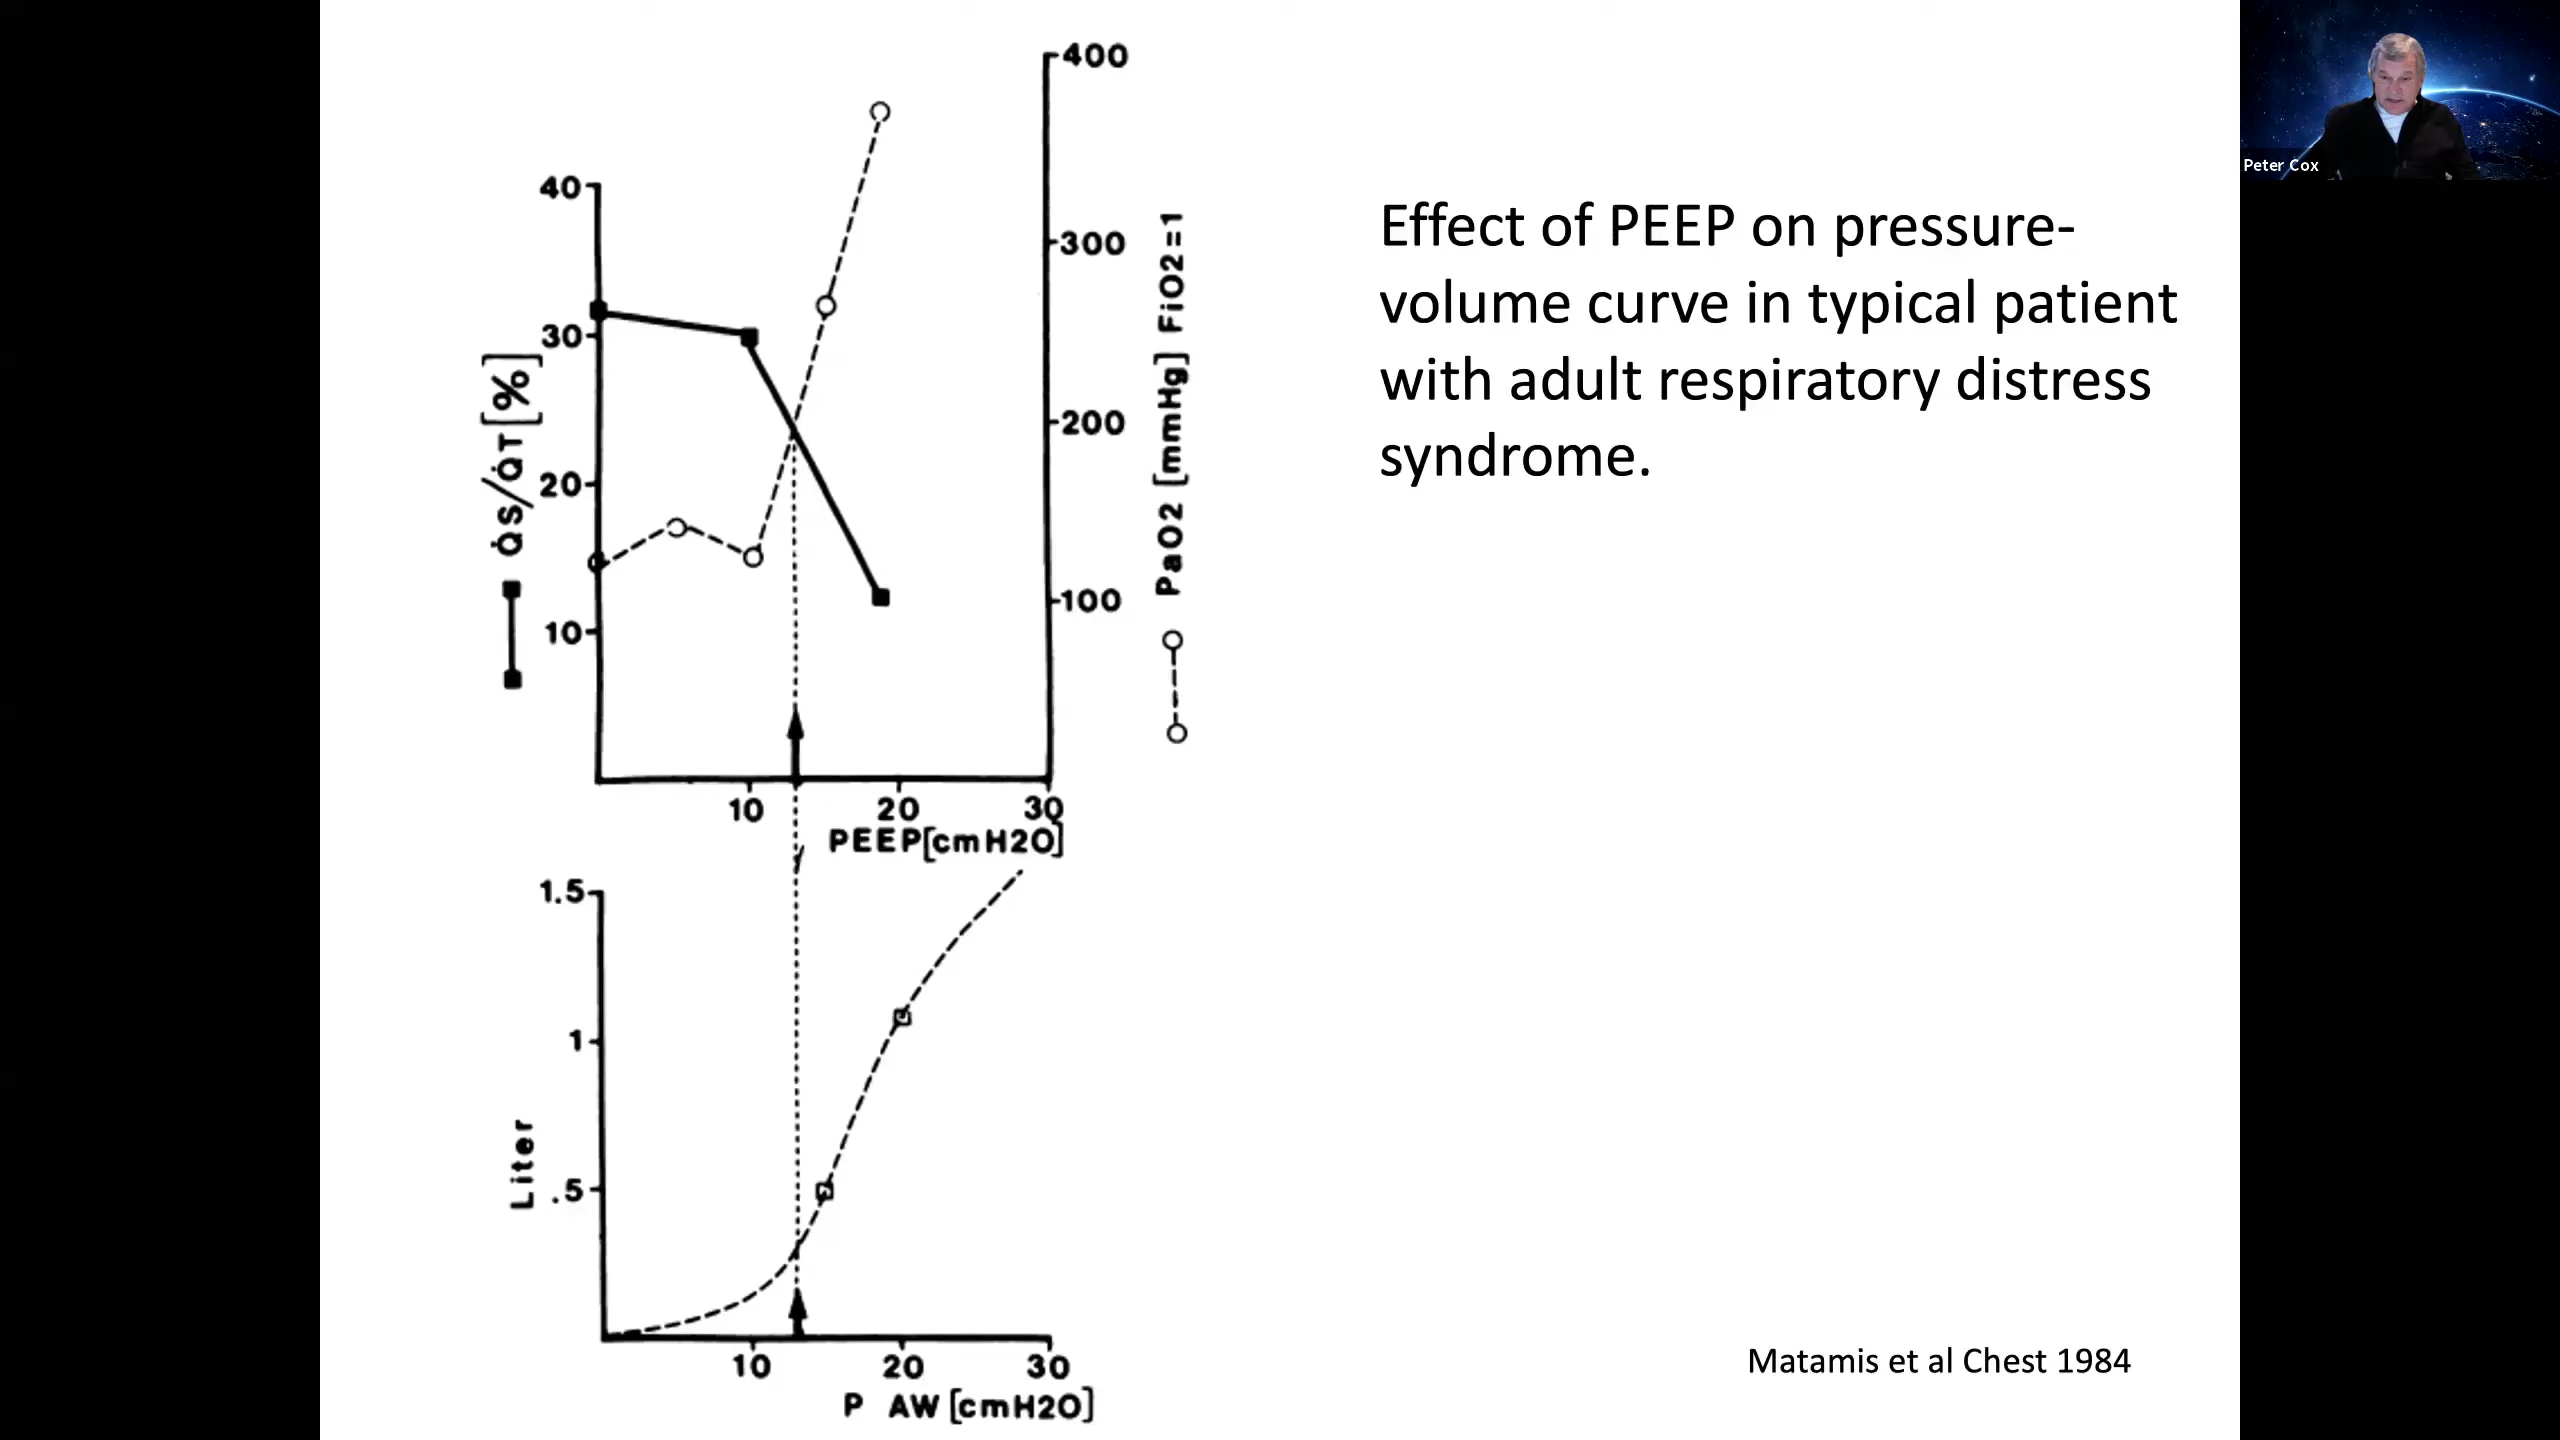 400
300
200
100
PaO2 [mmHg] FiO2=1
40
30
20
10
Q̇S/Q̇T[%]
10
20
30
PEEP[cmH2O]
1.5
1
.5
Liter
10
20
30
P AW [cmH2O]
Effect of PEEP on pressure-
volume curve in typical patient
with adult respiratory distress
syndrome.
Matamis et al Chest 1984
Peter Cox